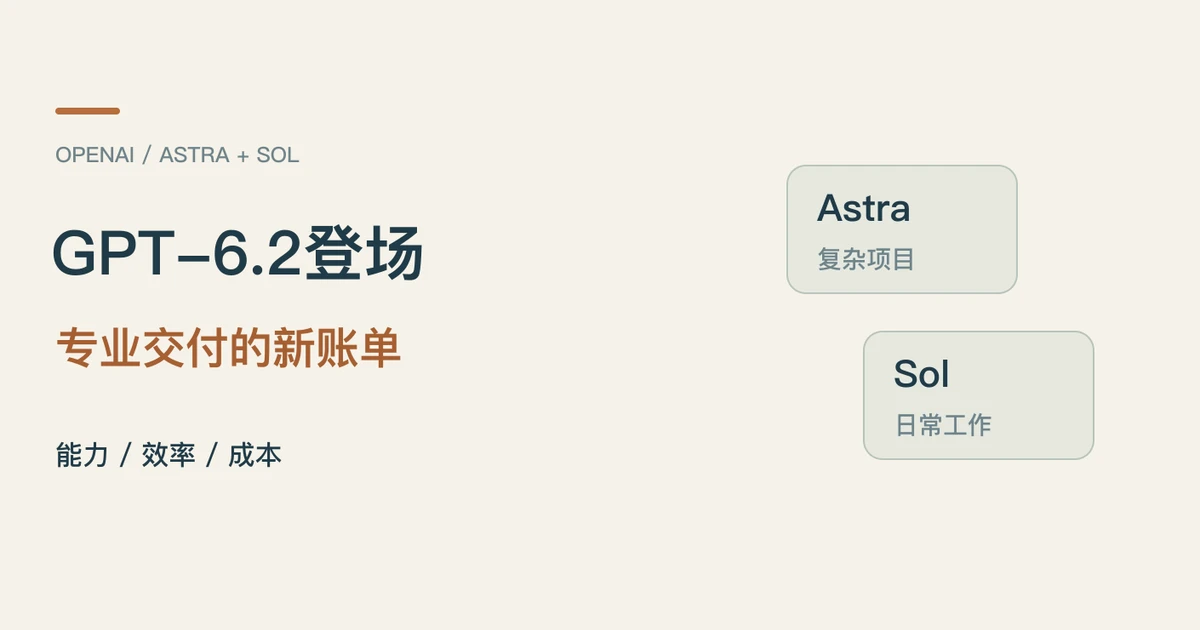 OPENAI / ASTRA + SOL
GPT-6.2登场
专业交付的新账单
能力 / 效率 / 成本
Astra
复杂项目
Sol
日常工作